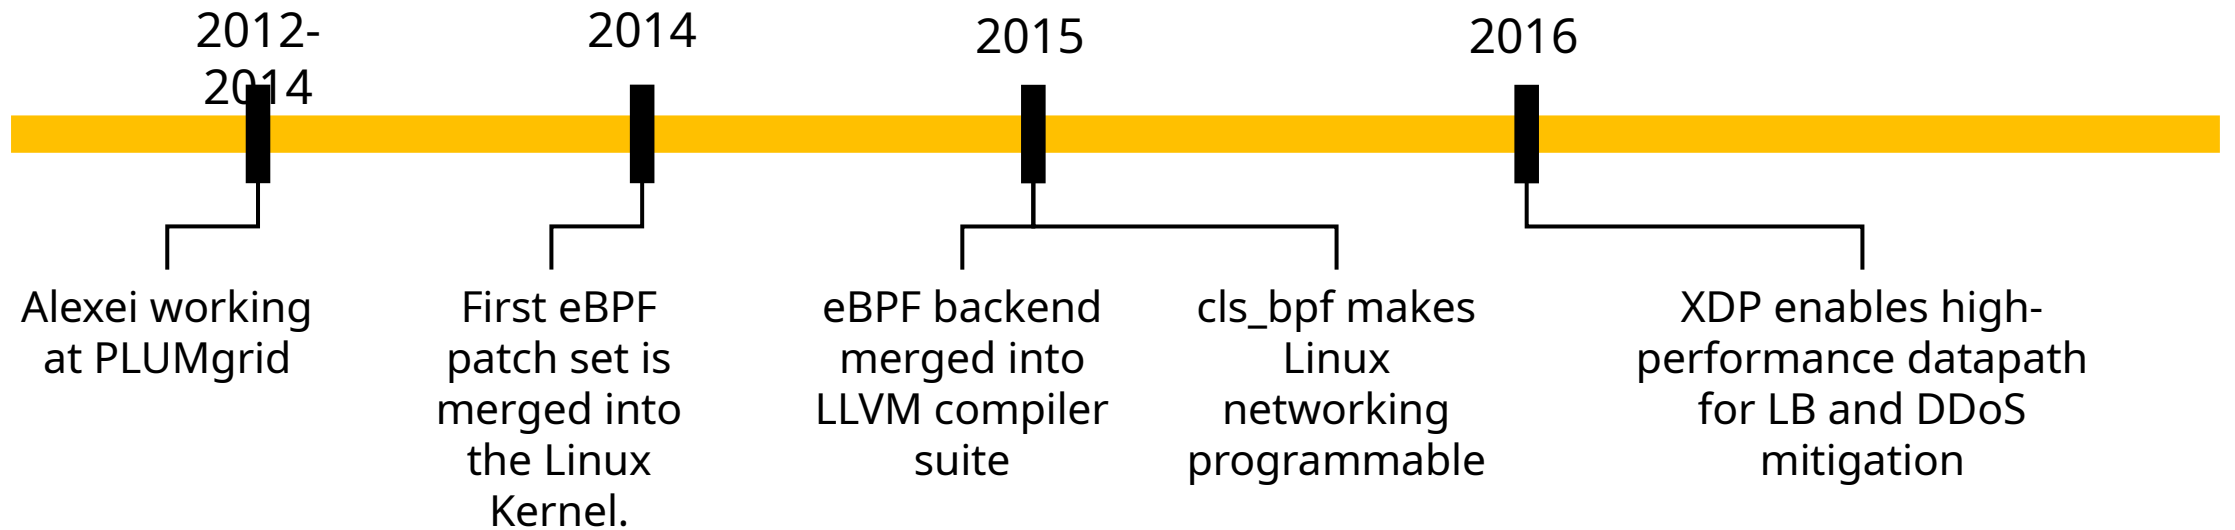 2012-
2014
2014
2015
2016
Alexei working
at PLUMgrid
First eBPF
patch set is
merged into
the Linux
Kernel.
eBPF backend
merged into
LLVM compiler
suite
cls_bpf makes
Linux
networking
programmable
XDP enables high-
performance datapath
for LB and DDoS
mitigation